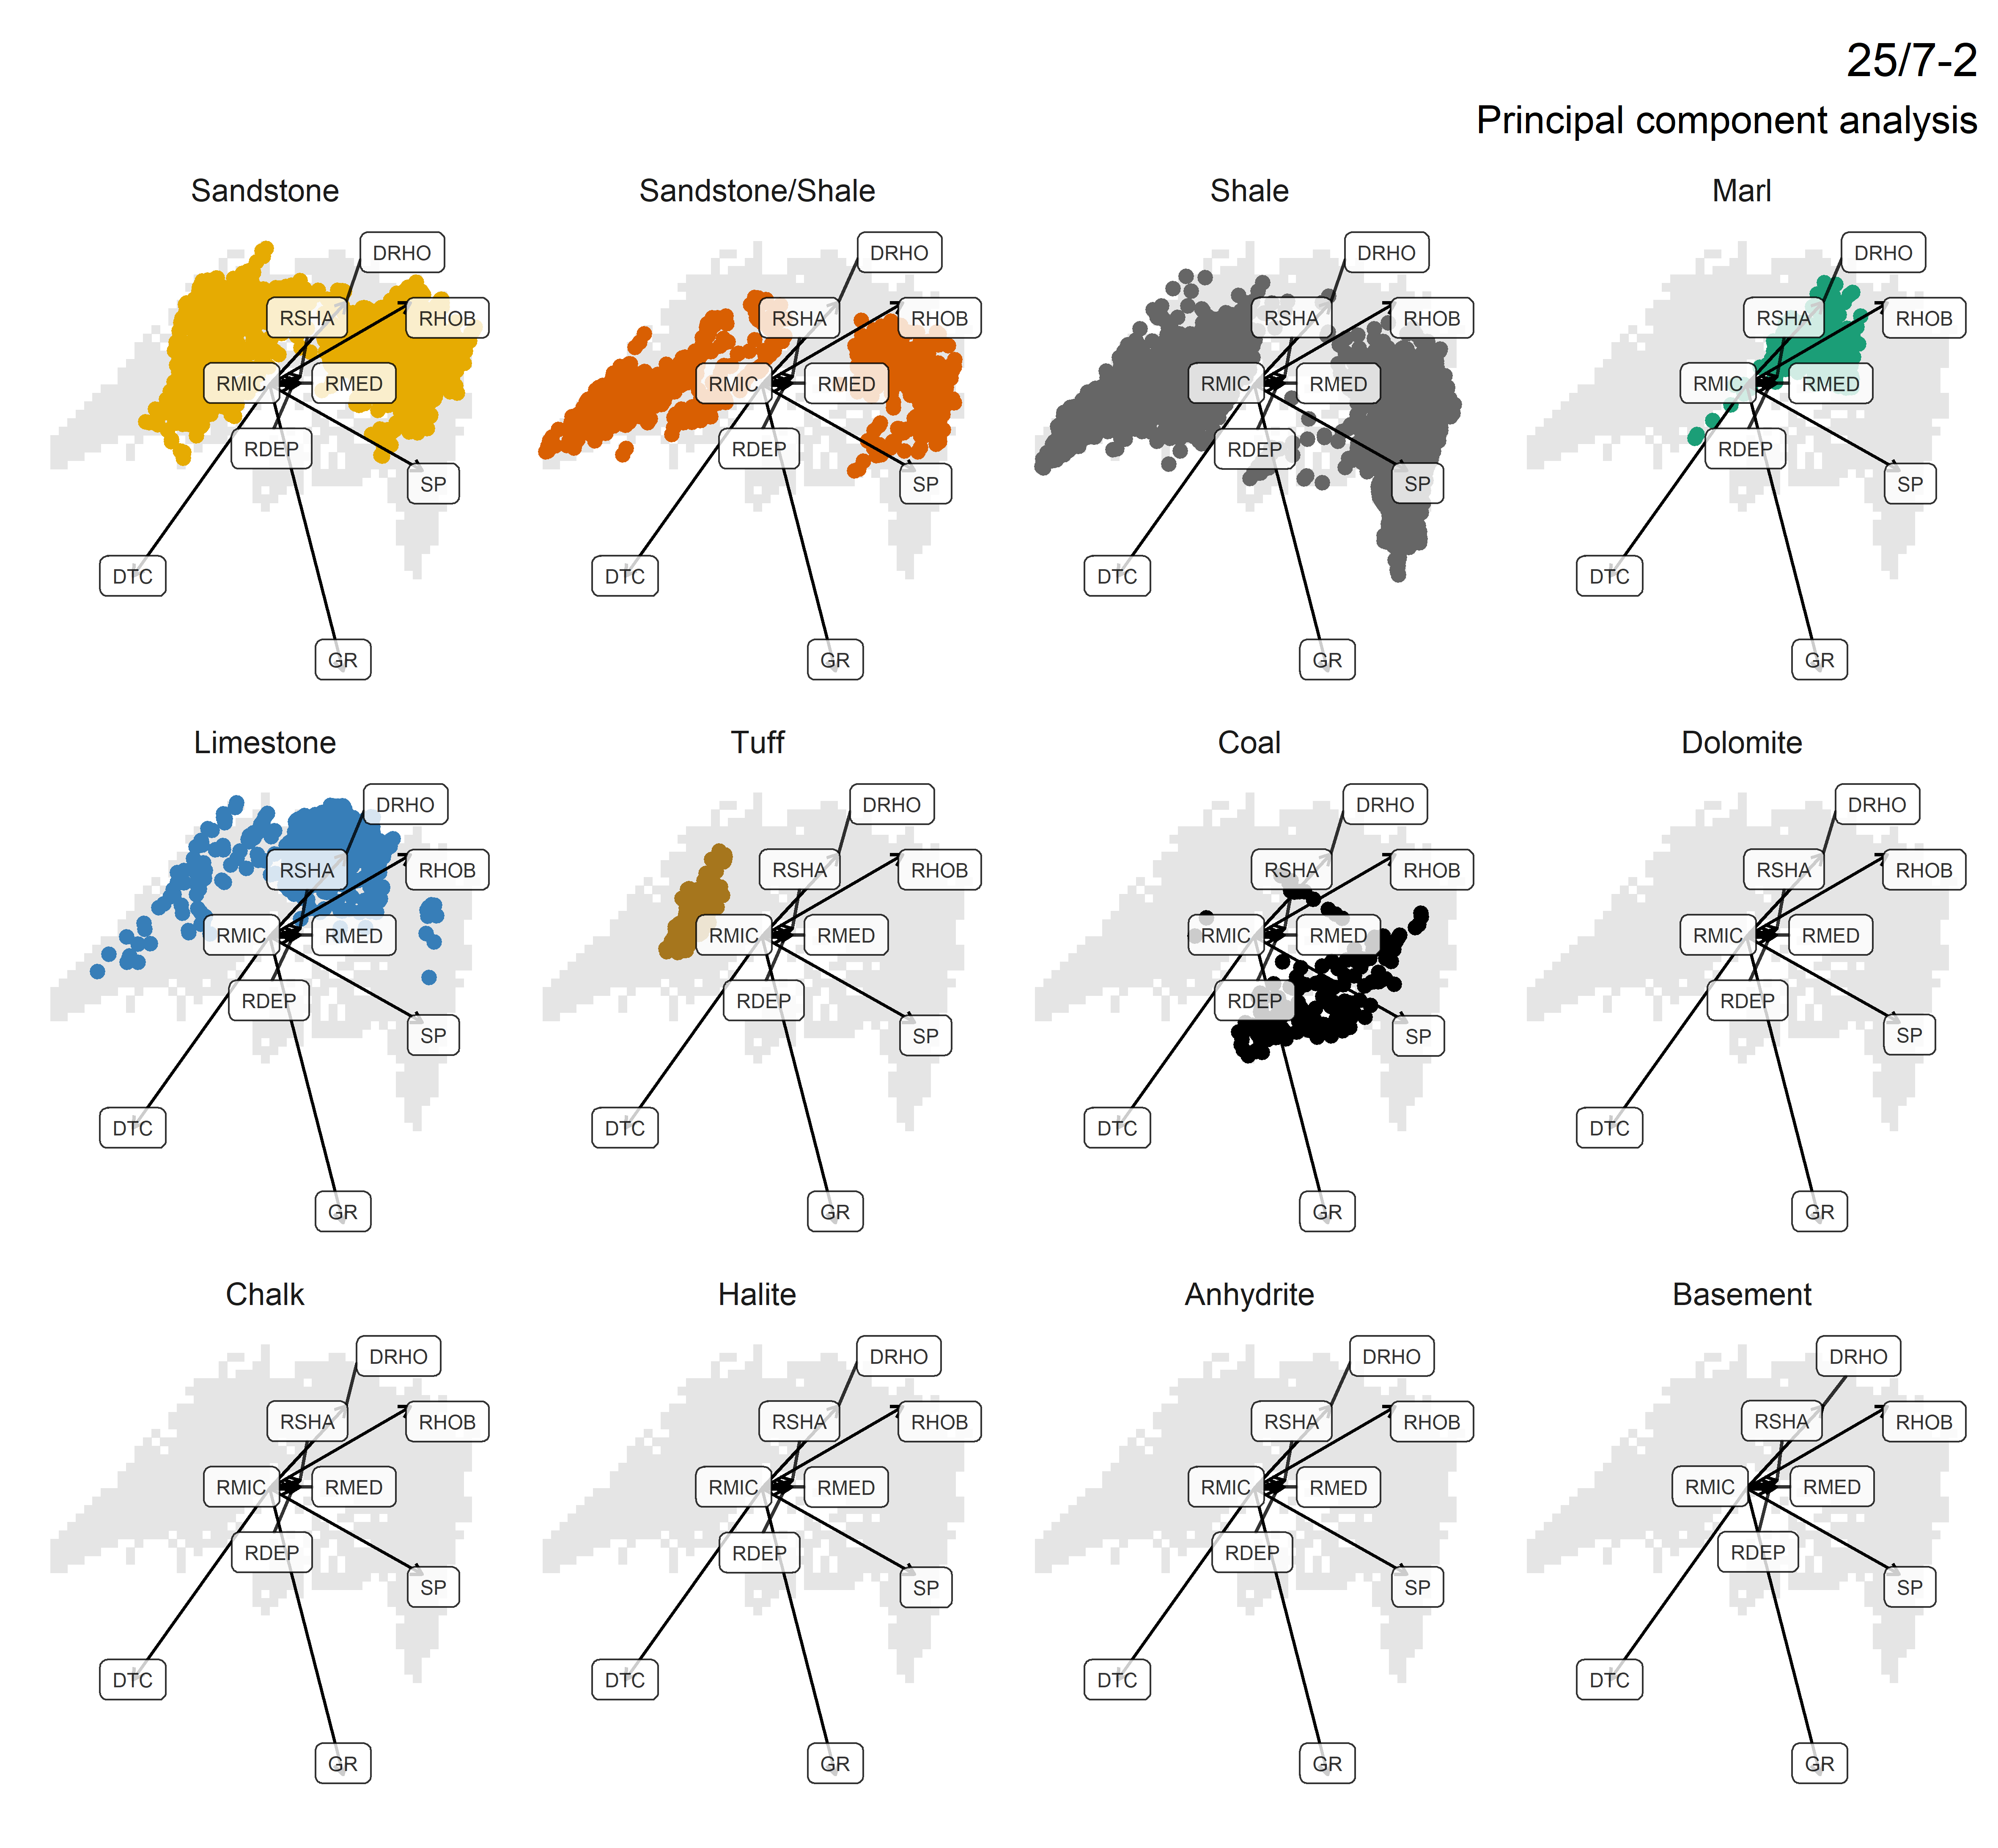 25/7-2
Principal component analysis
Sandstone
DRHO
RSHA
RHOB
RMIC
RMED
RDEP
SP
DTC
GR
Sandstone/Shale
DRHO
RSHA
RHOB
RMIC
RMED
RDEP
SP
DTC
GR
Shale
DRHO
RSHA
RHOB
RMIC
RMED
RDEP
SP
DTC
GR
Marl
DRHO
RSHA
RHOB
RMIC
RMED
RDEP
SP
DTC
GR
Limestone
DRHO
RSHA
RHOB
RMIC
RMED
RDEP
SP
DTC
GR
Tuff
DRHO
RSHA
RHOB
RMIC
RMED
RDEP
SP
DTC
GR
Coal
DRHO
RSHA
RHOB
RMIC
RMED
RDEP
SP
DTC
GR
Dolomite
DRHO
RSHA
RHOB
RMIC
RMED
RDEP
SP
DTC
GR
Chalk
DRHO
RSHA
RHOB
RMIC
RMED
RDEP
SP
DTC
GR
Halite
DRHO
RSHA
RHOB
RMIC
RMED
RDEP
SP
DTC
GR
Anhydrite
DRHO
RSHA
RHOB
RMIC
RMED
RDEP
SP
DTC
GR
Basement
DRHO
RSHA
RHOB
RMIC
RMED
RDEP
SP
DTC
GR